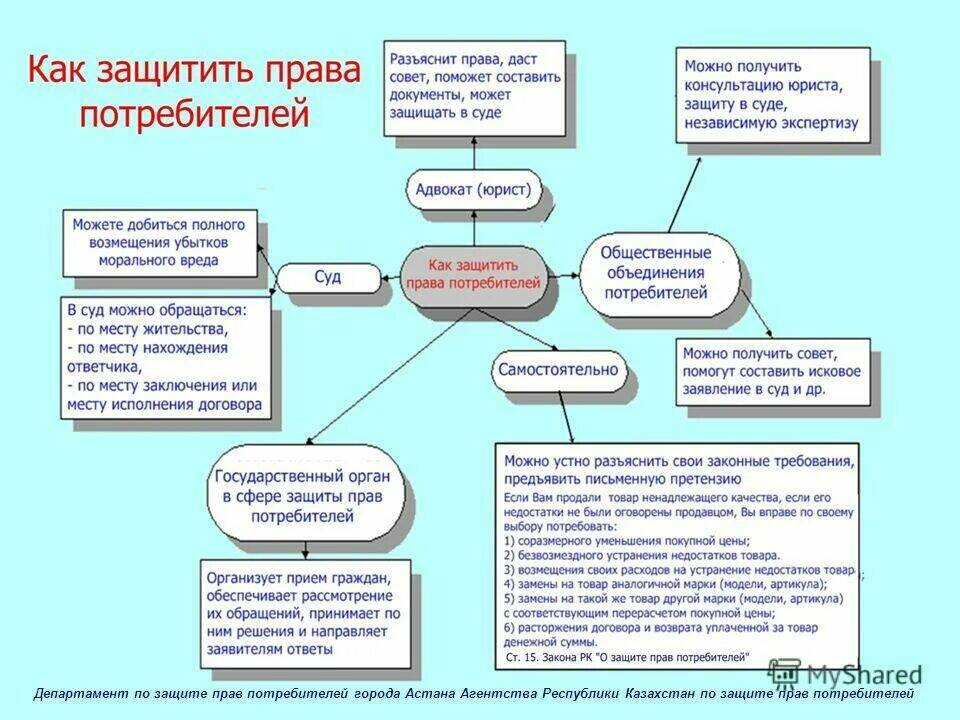 Как защитить права
потребителей
Разъяснит права, даст
совет, поможет составить
документы, может
защищать в суде
Можно получить
консультацию юриста,
защиту в суде,
независимую экспертизу
Адвокат (юрист)
Можете добиться полного
возмещения убытков
морального вреда
Суд
Как защитить
права потребителей
Общественные
объединения
потребителей
В суд можно обращаться:
- по месту жительства,
- по месту нахождения
ответчика,
- по месту заключения или
месту исполнения договора
Самостоятельно
Можно получить совет,
помогут составить исковое
заявление в суд и др.
Государственный орган
в сфере защиты прав
потребителей
Организует прием граждан,
обеспечивает рассмотрение
их обращений, принимает по
ним решения и направляет
заявителям ответы
Можно устно разъяснить свои законные требования,
предъявить письменную претензию
Если Вам продали товар ненадлежащего качества, если его
недостатки не были оговорены продавцом, Вы вправе по своему
выбору потребовать:
1) соразмерного уменьшения покупной цены;
2) безвозмездного устранения недостатков товара.
3) возмещения своих расходов на устранение недостатков товара;
4) замены на товар аналогичной марки (модели, артикула);
5) замены на такой же товар другой марки (модели, артикула)
с соответствующим перерасчетом покупной цены;
6) расторжения договора и возврата уплаченной за товар
денежной суммы.
Ст. 15. Закона РК "О защите прав потребителей"
MyShared
Департамент по защите прав потребителей города Астана Агентства Республики Казахстан по защите прав потребителей